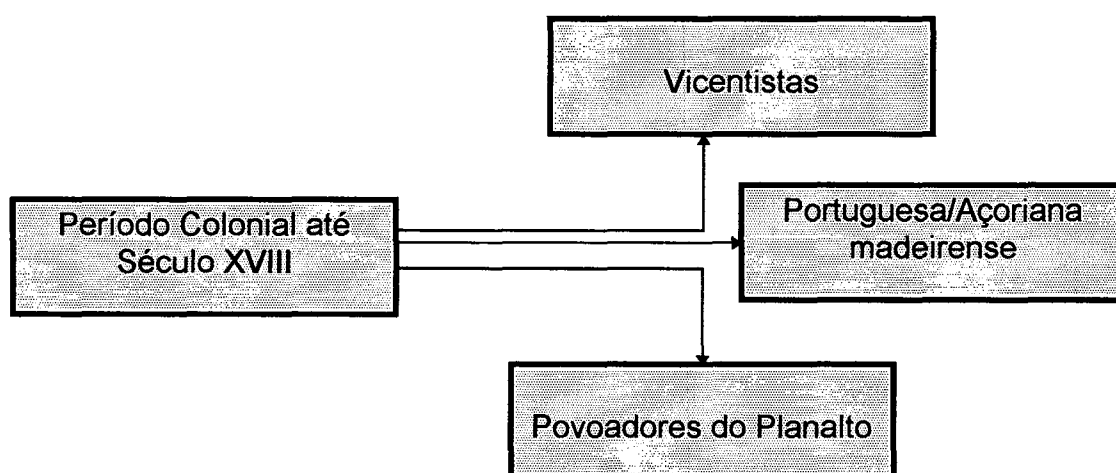 Vicentistas
Período Colonial até
Século XVIII
Portuguesa/Açoriana
madeirense
Povoadores do Planalto